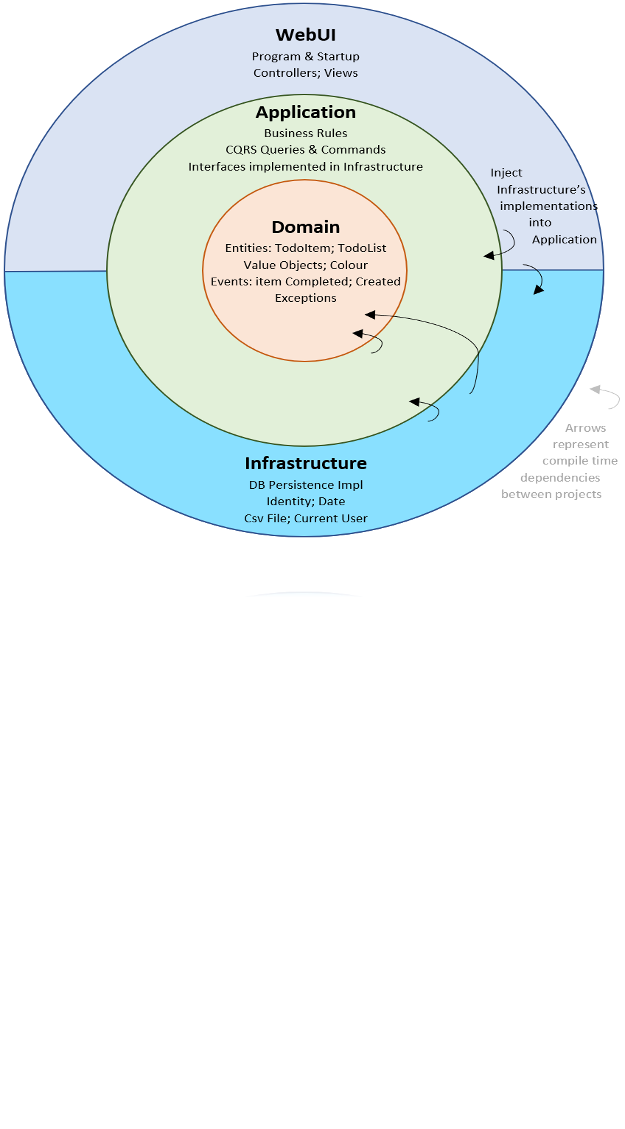 WebUI
Program & Startup
Controllers; Views
Application
Business Rules
CQRS Queries & Commands
Interfaces implemented in Infrastructure
Inject
Infrastructure's
implementations
into
Application
Domain
Entities: TodoItem; TodoList
Value Objects; Colour
Events: item Completed; Created
Exceptions
Arrows
represent
compile time
dependencies
between projects
Infrastructure
DB Persistence Impl
Identity; Date
Csv File; Current User